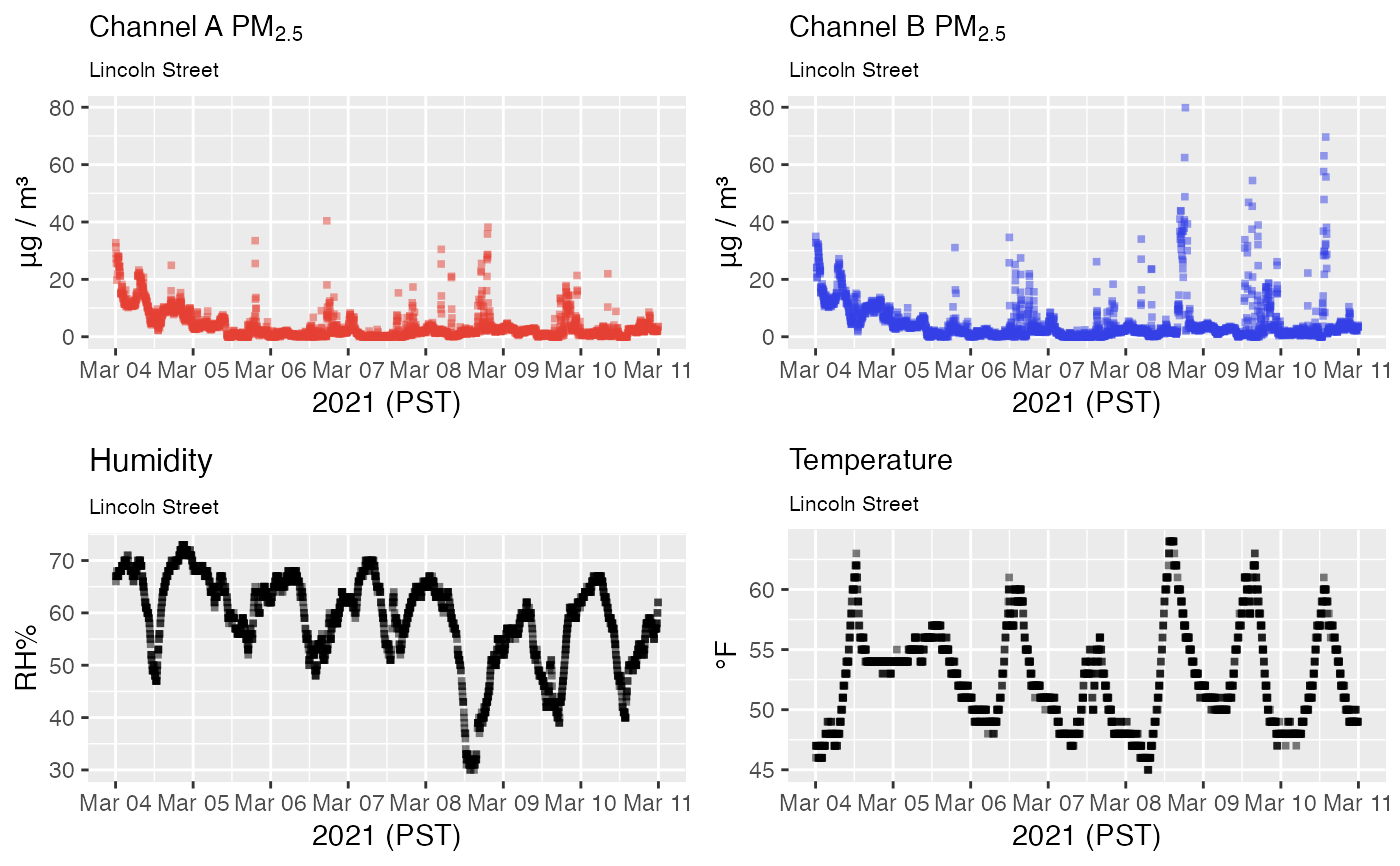 Channel A PM2.5
Lincoln Street
µg / m³
80
60
40
20
0
Mar 04 Mar 05 Mar 06 Mar 07 Mar 08 Mar 09 Mar 10 Mar 11
2021 (PST)
Channel B PM2.5
Lincoln Street
µg / m³
80
60
40
20
0
Mar 04 Mar 05 Mar 06 Mar 07 Mar 08 Mar 09 Mar 10 Mar 11
2021 (PST)
Humidity
Lincoln Street
RH%
70
60
50
40
30
Mar 04 Mar 05 Mar 06 Mar 07 Mar 08 Mar 09 Mar 10 Mar 11
2021 (PST)
Temperature
Lincoln Street
°F
60
55
50
45
Mar 04 Mar 05 Mar 06 Mar 07 Mar 08 Mar 09 Mar 10 Mar 11
2021 (PST)